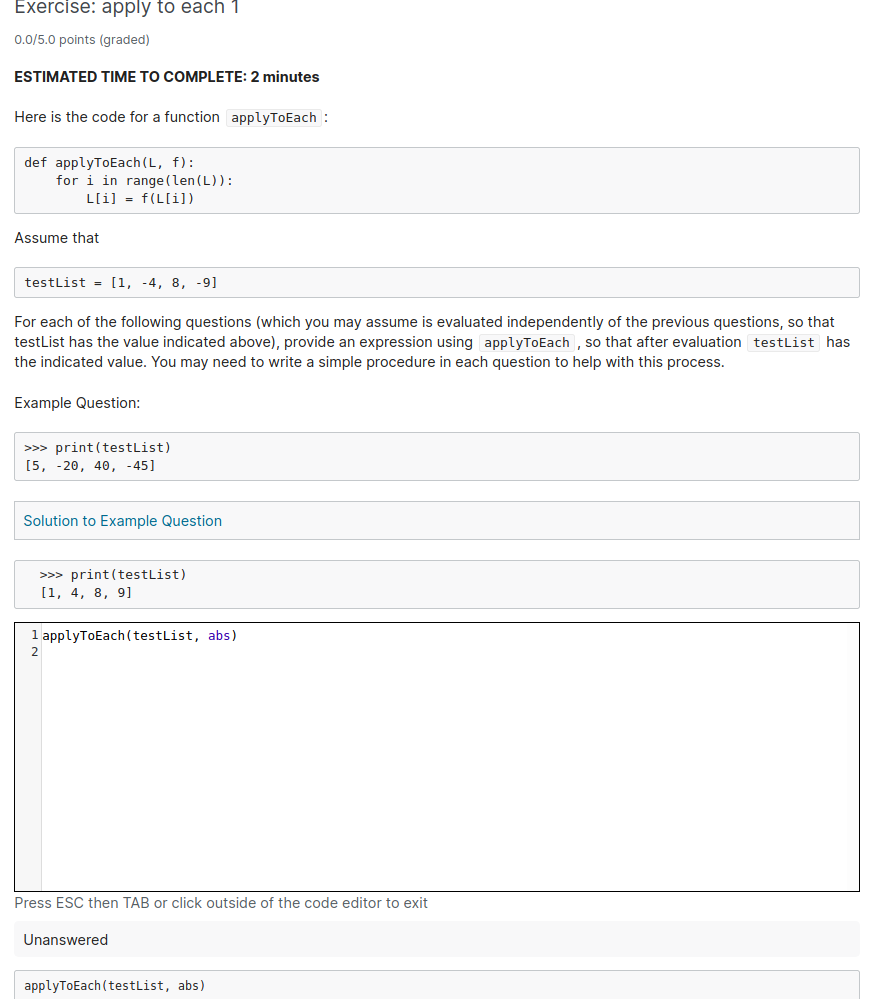 Exercise: apply to each 1
0.0/5.0 points (graded)
ESTIMATED TIME TO COMPLETE: 2 minutes
Here is the code for a function applyToEach :
def applyToEach(L, f):
    for i in range(len(L)):
        L[i] = f(L[i])
Assume that
testList = [1, -4, 8, -9]
For each of the following questions (which you may assume is evaluated independently of the previous questions, so that
testList has the value indicated above), provide an expression using applyToEach , so that after evaluation testList has
the indicated value. You may need to write a simple procedure in each question to help with this process.
Example Question:
>>> print(testList)
[5, -20, 40, -45]
Solution to Example Question
  >>> print(testList)
  [1, 4, 8, 9]
1 applyToEach(testList, abs)
2
Press ESC then TAB or click outside of the code editor to exit
Unanswered
applyToEach(testList, abs)